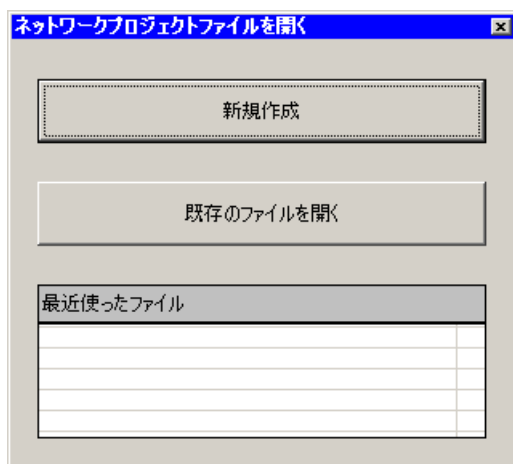 ネットワークプロジェクトファイルを開く
新規作成
既存のファイルを開く
最近使ったファイル